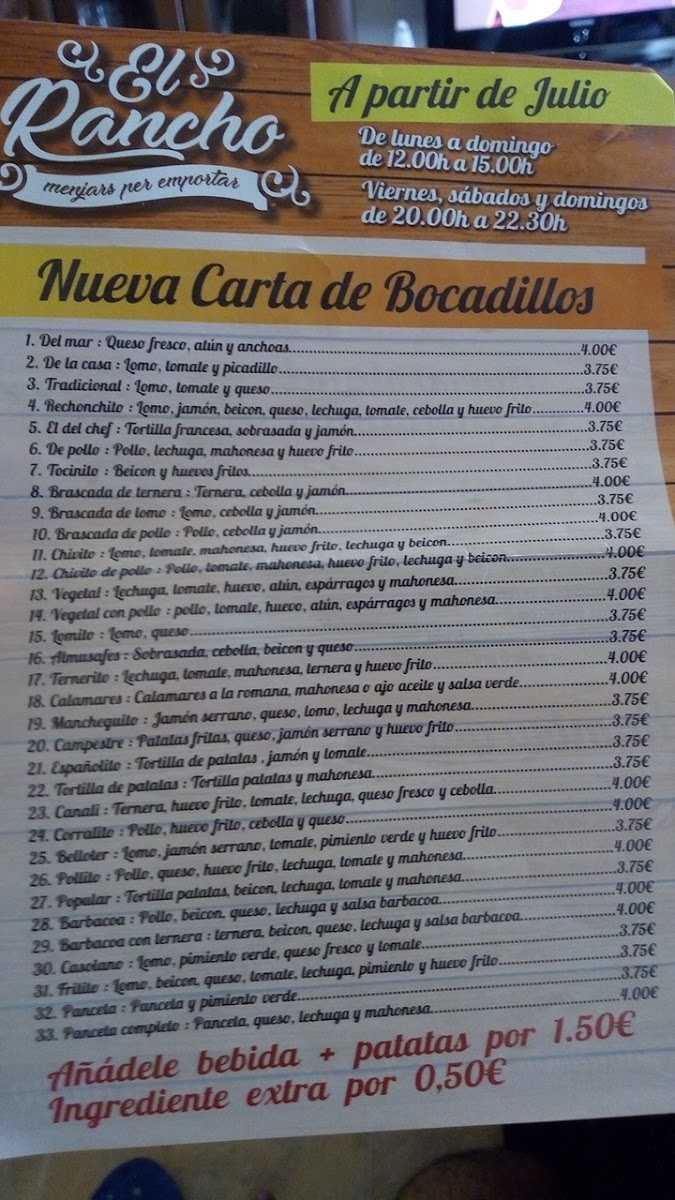 El Rancho
menjars per emportar
A partir de Julio
De lunes a domingo
de 12.00h a 15.00h
Viernes, sábados y domingos
de 20.00h a 22.30h
Nueva Carta de Bocadillos
1. Del mar : Queso fresco, atún y anchoas....................4.00€
2. De la casa : Lomo, tomate y picadillo....................3.75€
3. Tradicional : Lomo, tomate y queso....................3.75€
4. Rechonchito : Lomo, jamón, beicon, queso, lechuga, tomate, cebolla y huevo frito............4.00€
5. El del chef : Tortilla francesa, sobrasada y jamón....................3.75€
6. De pollo : Pollo, lechuga, mahonesa y huevo frito....................3.75€
7. Tocinito : Beicon y huevos fritos....................3.75€
8. Brascada de ternera : Ternera, cebolla y jamón....................4.00€
9. Brascada de lomo : Lomo, cebolla y jamón....................3.75€
10. Brascada de pollo : Pollo, cebolla y jamón....................4.00€
11. Chivito : Lomo, tomate, mahonesa, huevo frito, lechuga y beicon....................3.75€
12. Chivito de pollo : Pollo, tomate, mahonesa, huevo frito, lechuga y beicon....................4.00€
13. Vegetal : Lechuga, tomate, huevo, atún, espárragos y mahonesa....................3.75€
14. Vegetal con pollo : pollo, tomate, huevo, atún, espárragos y mahonesa....................4.00€
15. Lomito : Lomo, queso....................3.75€
16. Almusafes : Sobrasada, cebolla, beicon y queso....................3.75€
17. Ternerito : Lechuga, tomate, mahonesa, ternera y huevo frito....................4.00€
18. Calamares : Calamares a la romana, mahonesa o ajo aceite y salsa verde....................4.00€
19. Mancheguito : Jamón serrano, queso, lomo, lechuga y mahonesa....................3.75€
20. Campestre : Patatas fritas, queso, jamón serrano y huevo frito....................3.75€
21. Españolito : Tortilla de patatas , jamón y tomate....................3.75€
22. Tortilla de patatas : Tortilla patatas y mahonesa....................3.75€
23. Canalí : Ternera, huevo frito, tomate, lechuga, queso fresco y cebolla....................4.00€
24. Corralito : Pollo, huevo frito, cebolla y queso....................4.00€
25. Belloter : Lomo, jamón serrano, tomate, pimiento verde y huevo frito....................3.75€
26. Pollito : Pollo, queso, huevo frito, lechuga, tomate y mahonesa....................4.00€
27. Popular : Tortilla patatas, beicon, lechuga, tomate y mahonesa....................3.75€
28. Barbacoa : Pollo, beicon, queso, lechuga y salsa barbacoa....................4.00€
29. Barbacoa con ternera : ternera, beicon, queso, lechuga y salsa barbacoa....................4.00€
30. Casolano : Lomo, pimiento verde, queso fresco y tomate....................3.75€
31. Fritito : Lomo, beicon, queso, tomate, lechuga, pimiento y huevo frito....................3.75€
32. Panceta : Panceta y pimiento verde....................3.75€
33. Panceta completo : Panceta, queso, lechuga y mahonesa....................4.00€
Añádele bebida + patatas por 1.50€
Ingrediente extra por 0,50€